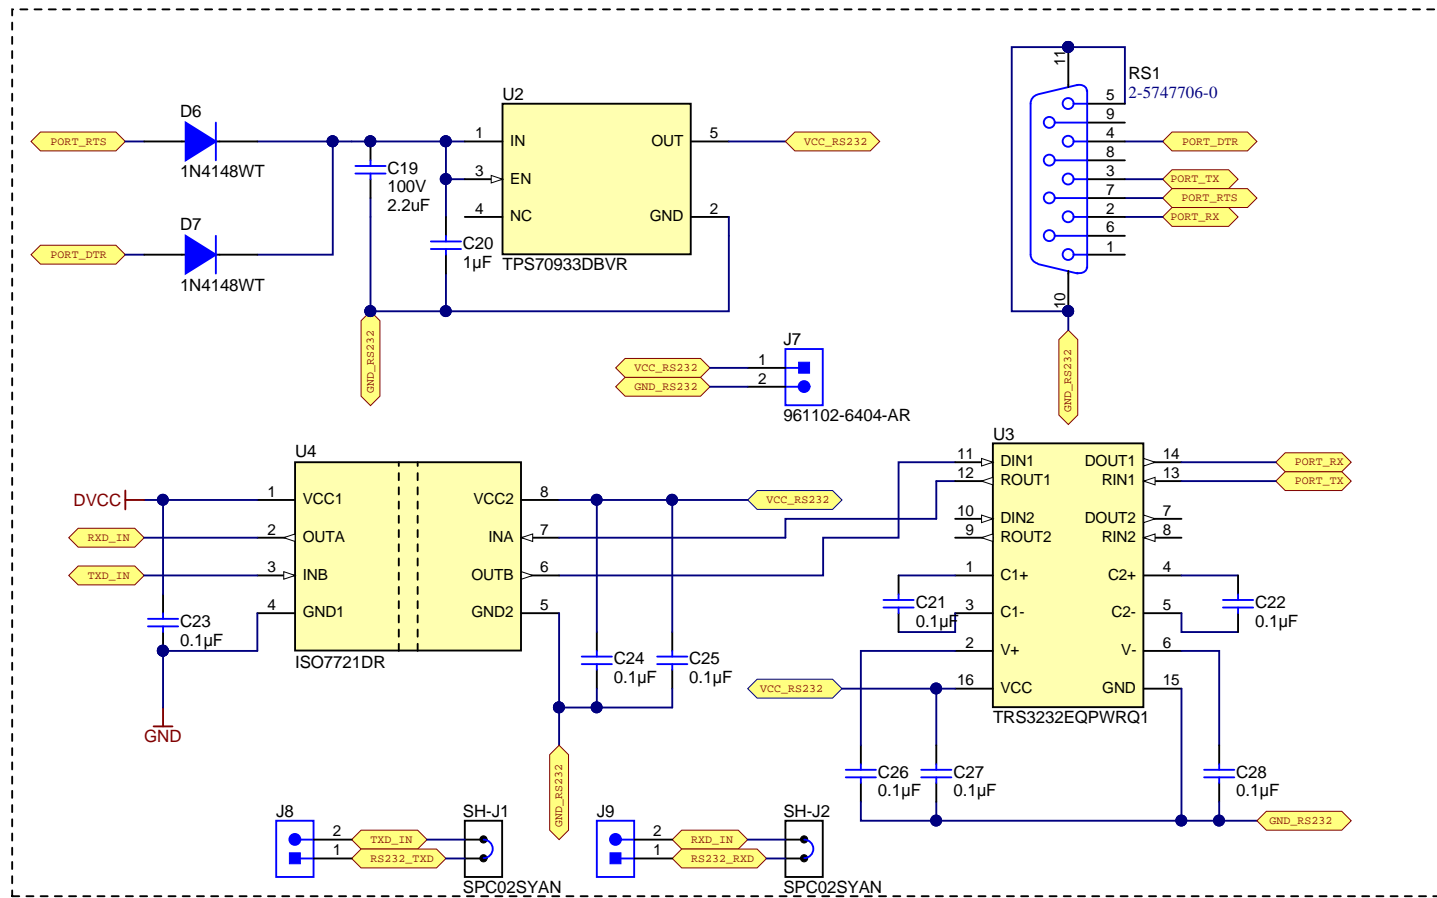 D6
PORT_RTS
1N4148WT
D7
PORT_DTR
1N4148WT
C19
100V
2.2uF
C20
1µF
GND_RS232
U2
1
IN
3
EN
4
NC
OUT
5
GND
2
TPS70933DBVR
VCC_RS232
RS1
2-5747706-0
11
5
9
4
8
3
7
2
6
1
10
PORT_DTR
PORT_TX
PORT_RTS
PORT_RX
GND_RS232
J7
VCC_RS232
1
GND_RS232
2
961102-6404-AR
U4
DVCC
1
VCC1
RXD_IN
2
OUTA
TXD_IN
3
INB
4
GND1
VCC2
8
INA
7
OUTB
6
GND2
5
ISO7721DR
C23
0.1µF
GND
VCC_RS232
C24
0.1µF
C25
0.1µF
GND_RS232
U3
11
DIN1
12
ROUT1
10
DIN2
9
ROUT2
1
C1+
3
C1-
2
V+
16
VCC
DOUT1
14
RIN1
13
DOUT2
7
RIN2
8
C2+
4
C2-
5
V-
6
GND
15
TRS3232EQPWRQ1
PORT_RX
PORT_TX
C21
0.1µF
C22
0.1µF
VCC_RS232
C26
0.1µF
C27
0.1µF
C28
0.1µF
GND_RS232
J8
2
TXD_IN
1
RS232_TXD
SH-J1
SPC02SYAN
J9
2
RXD_IN
1
RS232_RXD
SH-J2
SPC02SYAN